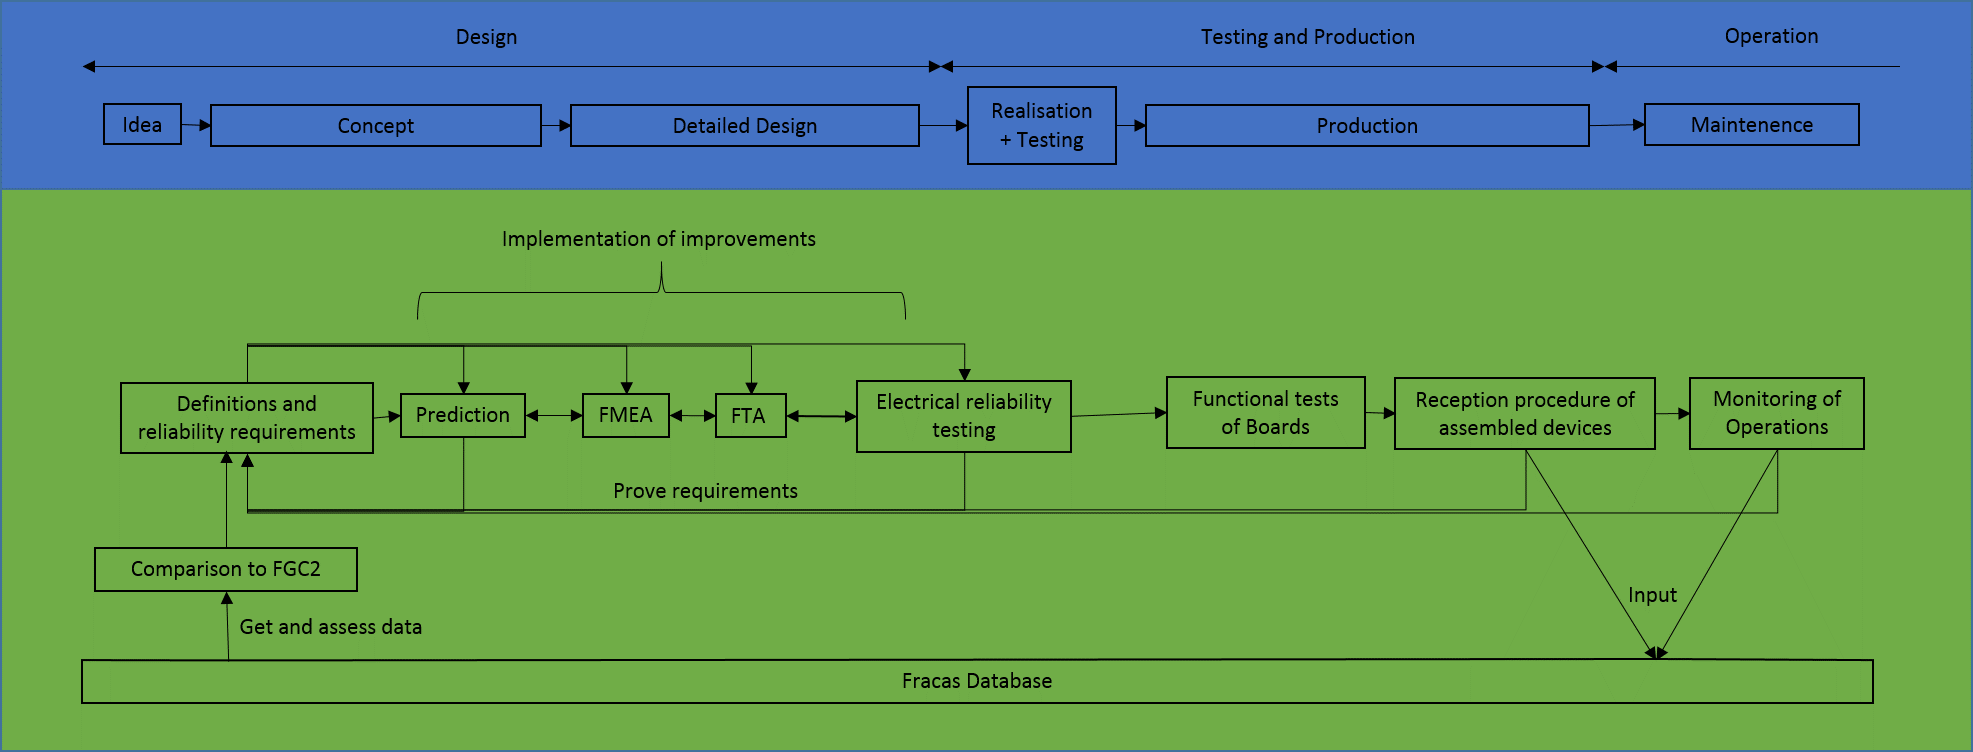 Design
Testing and Production
Operation
Idea
Concept
Detailed Design
Realisation
+ Testing
Production
Maintenence
Implementation of improvements
Definitions and
reliability requirements
Prediction
FMEA
FTA
Electrical reliability
testing
Functional tests
of Boards
Reception procedure of
assembled devices
Monitoring of
Operations
Prove requirements
Comparison to FGC2
Input
Get and assess data
Fracas Database